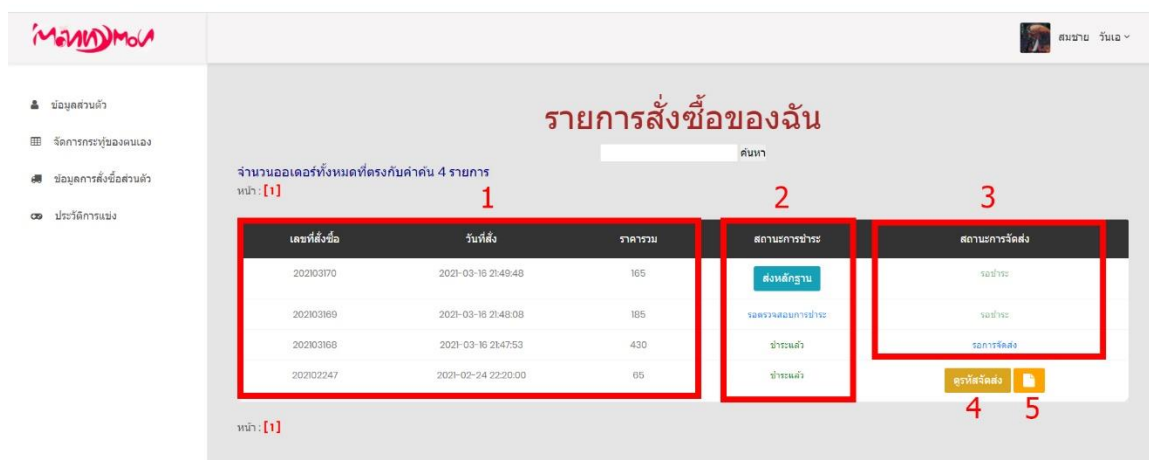 สมชาย วันเอ
ข้อมูลส่วนตัว
จัดการกระทู้ของตนเอง
ข้อมูลการสั่งซื้อส่วนตัว
ประวัติการแข่ง
รายการสั่งซื้อของฉัน
ค้นหา
จำนวนออเดอร์ทั้งหมดที่ตรงกับคำค้น 4 รายการ
หน้า : [1]
1 2 3
เลขที่สั่งซื้อ วันที่สั่ง ราคารวม สถานะการชำระ สถานะการจัดส่ง
202103170 2021-03-16 21:49:48 165 ส่งหลักฐาน รอชำระ
202103169 2021-03-16 21:48:08 185 รอตรวจสอบการชำระ รอชำระ
202103168 2021-03-16 21:47:53 430 ชำระแล้ว รอการจัดส่ง
202102247 2021-02-24 22:20:00 65 ชำระแล้ว ดูรหัสจัดส่ง
4 5
หน้า : [1]